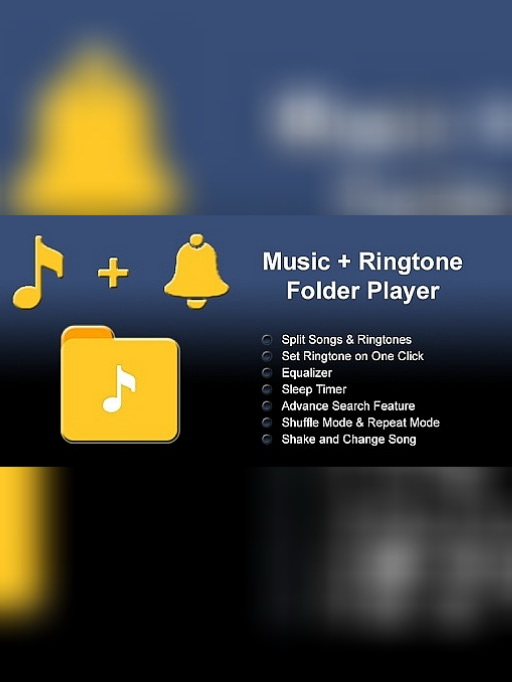 Music + Ringtone
Folder Player
Split Songs & Ringtones
Set Ringtone on One Click
Equalizer
Sleep Timer
Advance Search Feature
Shuffle Mode & Repeat Mode
Shake and Change Song